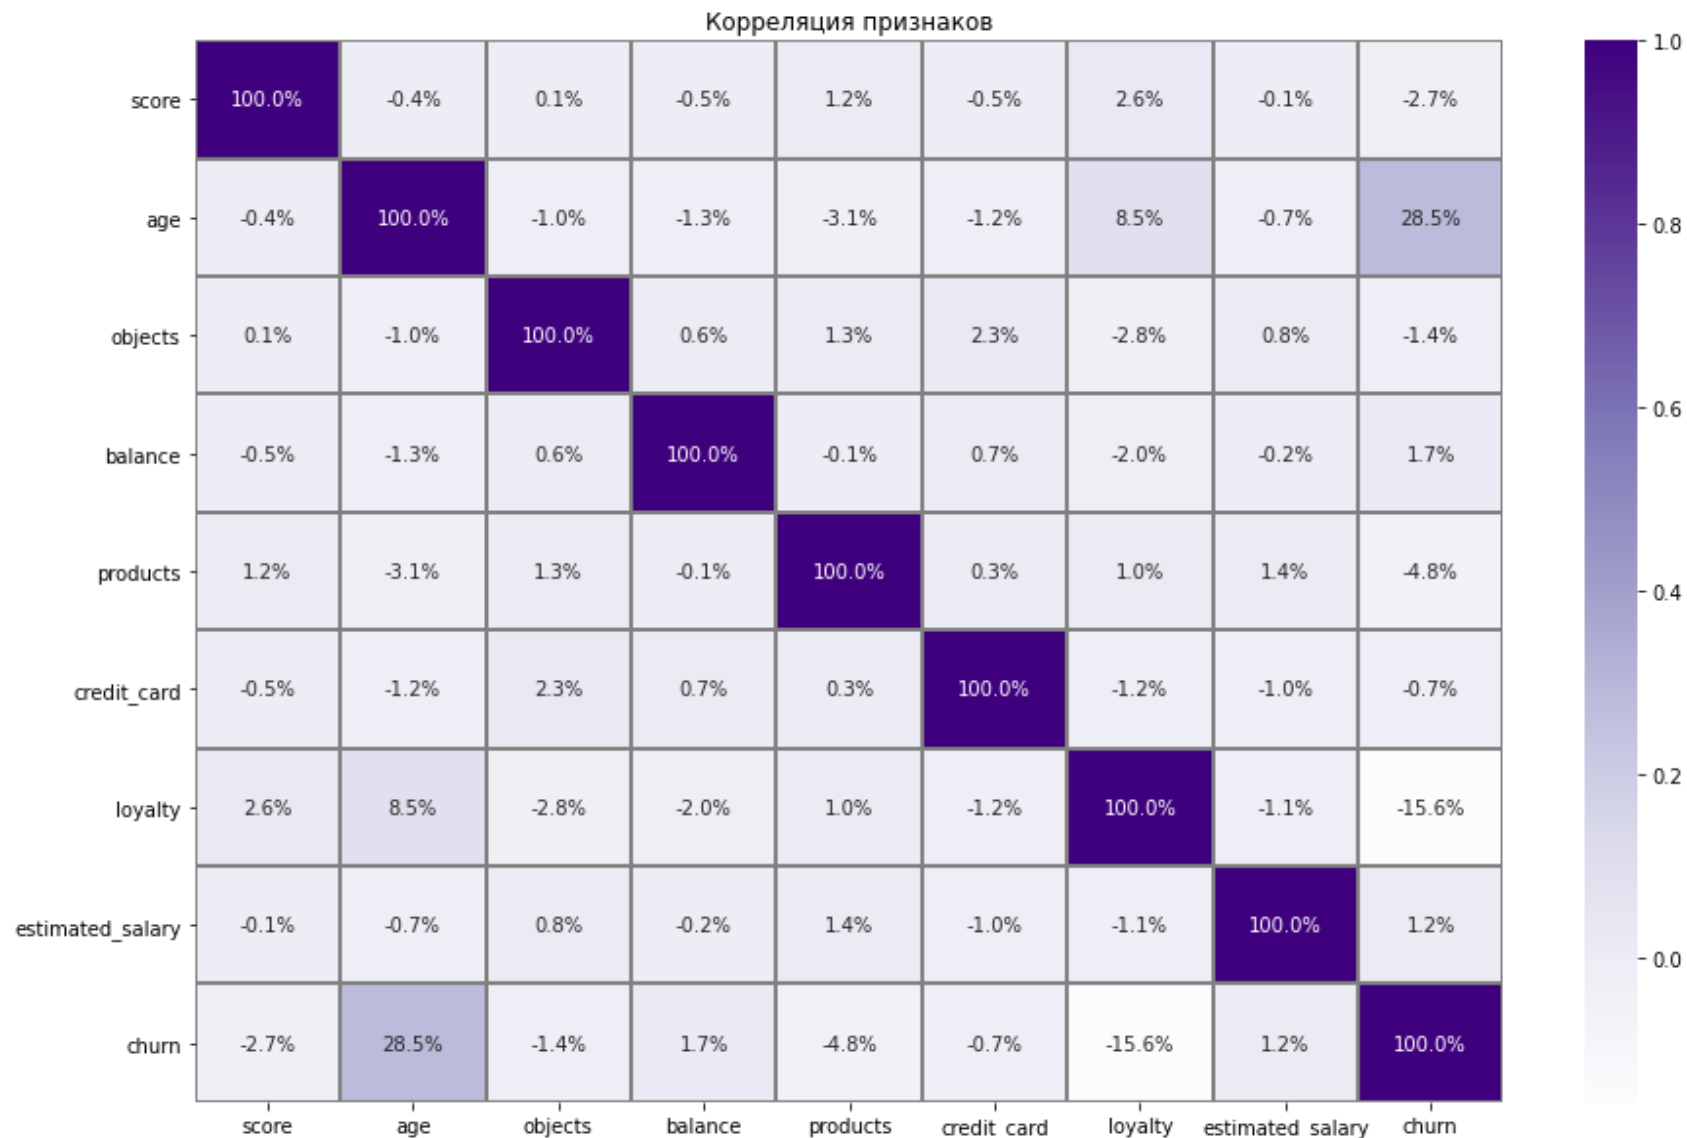 Корреляция признаков
score 100.0% -0.4% 0.1% -0.5% 1.2% -0.5% 2.6% -0.1% -2.7%
age -0.4% 100.0% -1.0% -1.3% -3.1% -1.2% 8.5% -0.7% 28.5%
objects 0.1% -1.0% 100.0% 0.6% 1.3% 2.3% -2.8% 0.8% -1.4%
balance -0.5% -1.3% 0.6% 100.0% -0.1% 0.7% -2.0% -0.2% 1.7%
products 1.2% -3.1% 1.3% -0.1% 100.0% 0.3% 1.0% 1.4% -4.8%
credit_card -0.5% -1.2% 2.3% 0.7% 0.3% 100.0% -1.2% -1.0% -0.7%
loyalty 2.6% 8.5% -2.8% -2.0% 1.0% -1.2% 100.0% -1.1% -15.6%
estimated_salary -0.1% -0.7% 0.8% -0.2% 1.4% -1.0% -1.1% 100.0% 1.2%
churn -2.7% 28.5% -1.4% 1.7% -4.8% -0.7% -15.6% 1.2% 100.0%
score age objects balance products credit_card loyalty estimated_salary churn
1.0
0.8
0.6
0.4
0.2
0.0